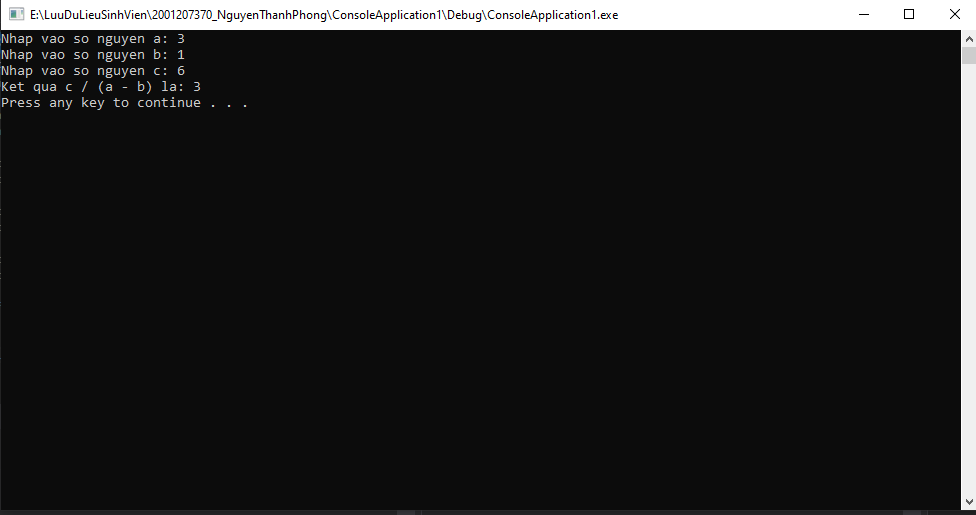 E:\LuuDuLieuSinhVien\2001207370_NguyenThanhPhong\ConsoleApplication1\Debug\ConsoleApplication1.exe
Nhap vao so nguyen a: 3
Nhap vao so nguyen b: 1
Nhap vao so nguyen c: 6
Ket qua c / (a - b) la: 3
Press any key to continue . . .